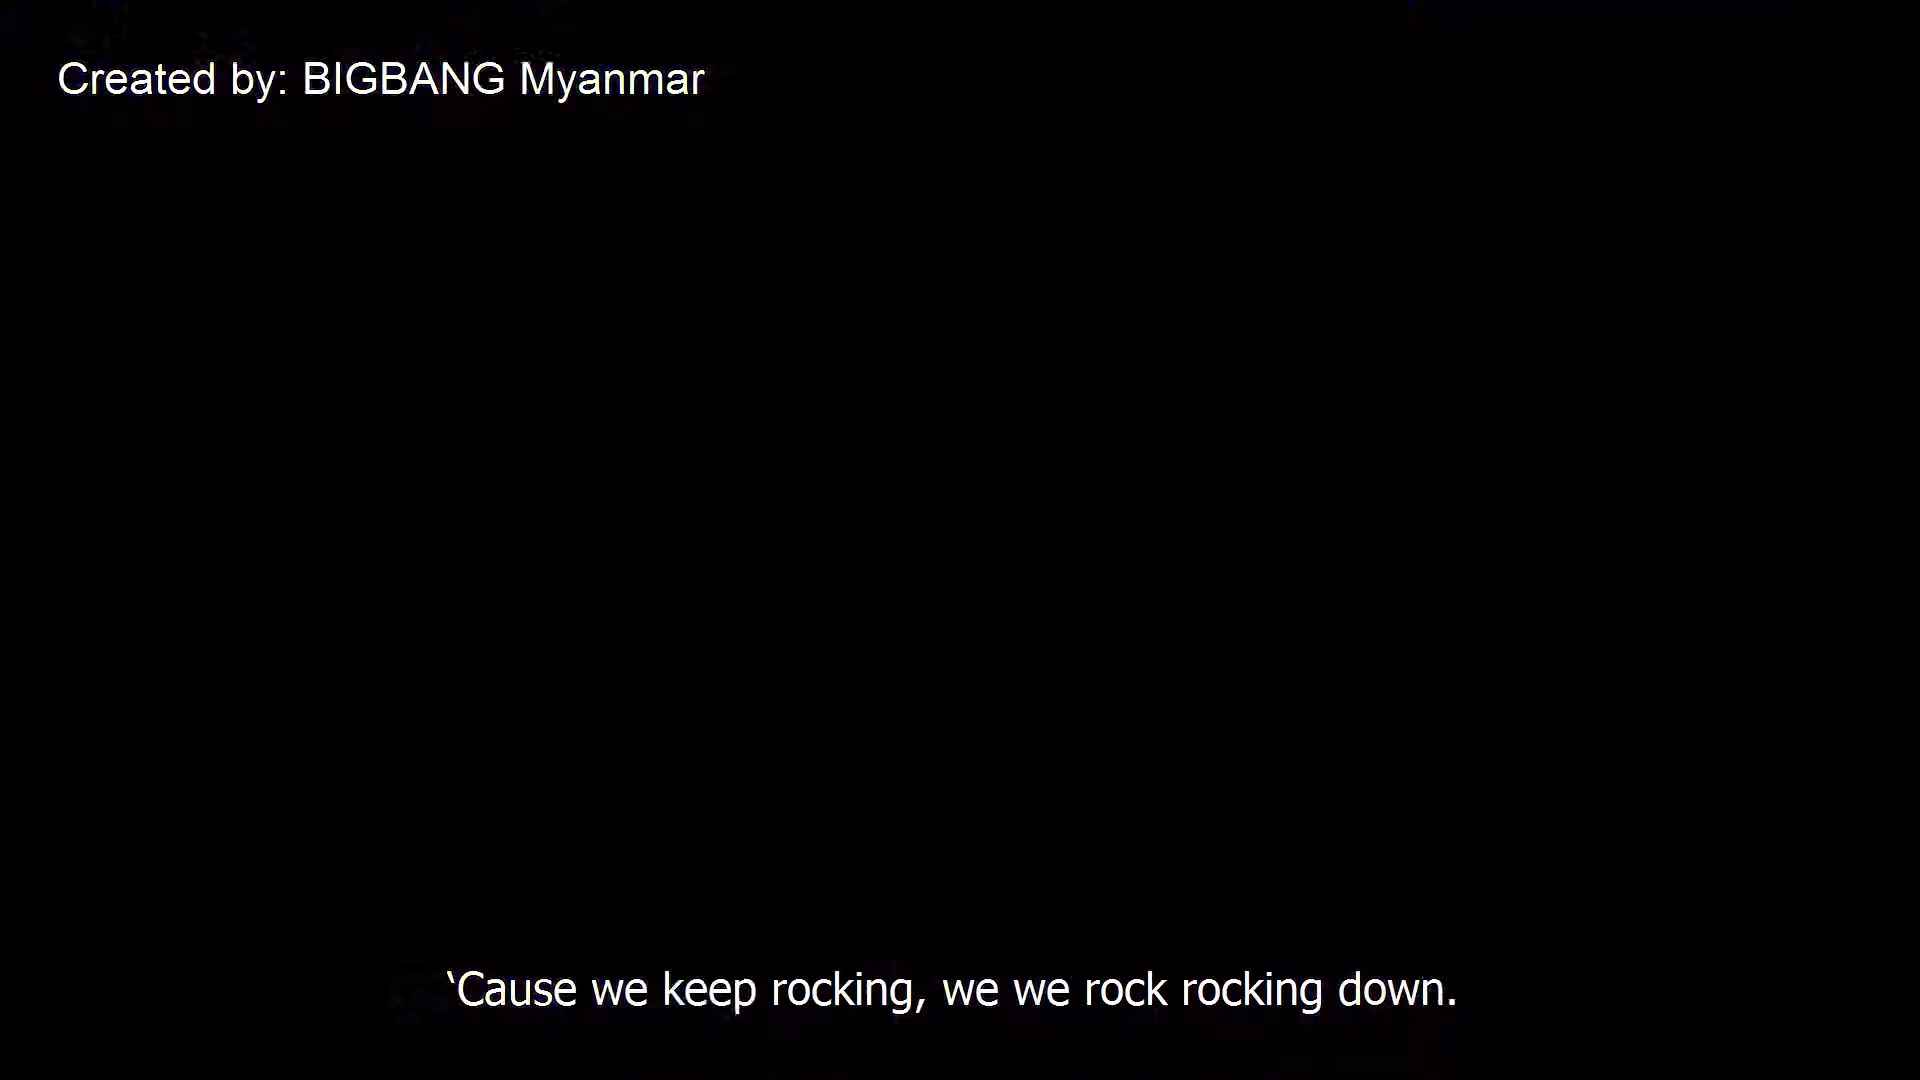 Created by: BIGBANG Myanmar
‘Cause we keep rocking, we we rock rocking down.